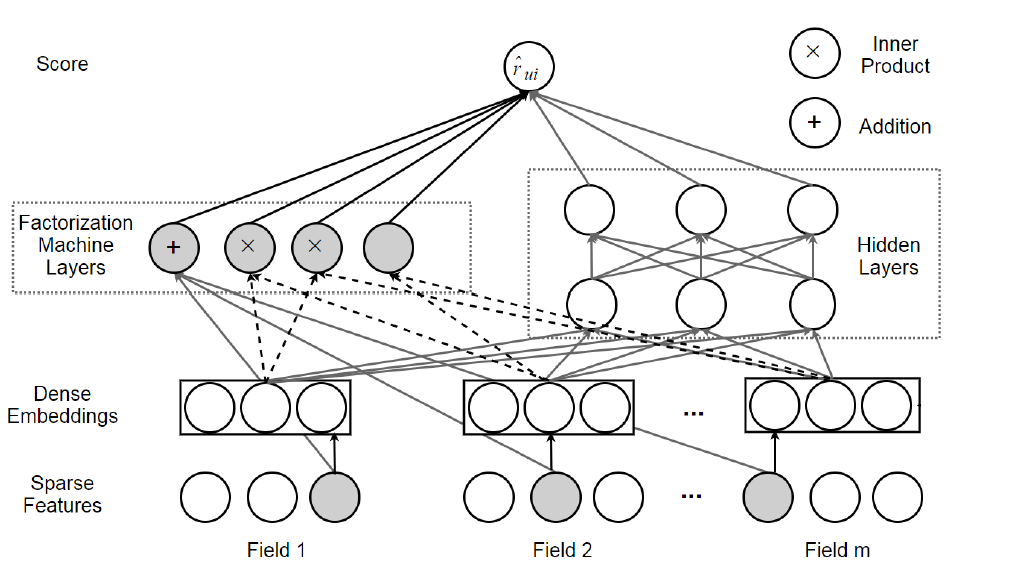 Score
r̂ ui
×
Inner
Product
+
Addition
Factorization
Machine
Layers
+
×
×
Hidden
Layers
Dense
Embeddings
...
Sparse
Features
...
Field 1
Field 2
Field m